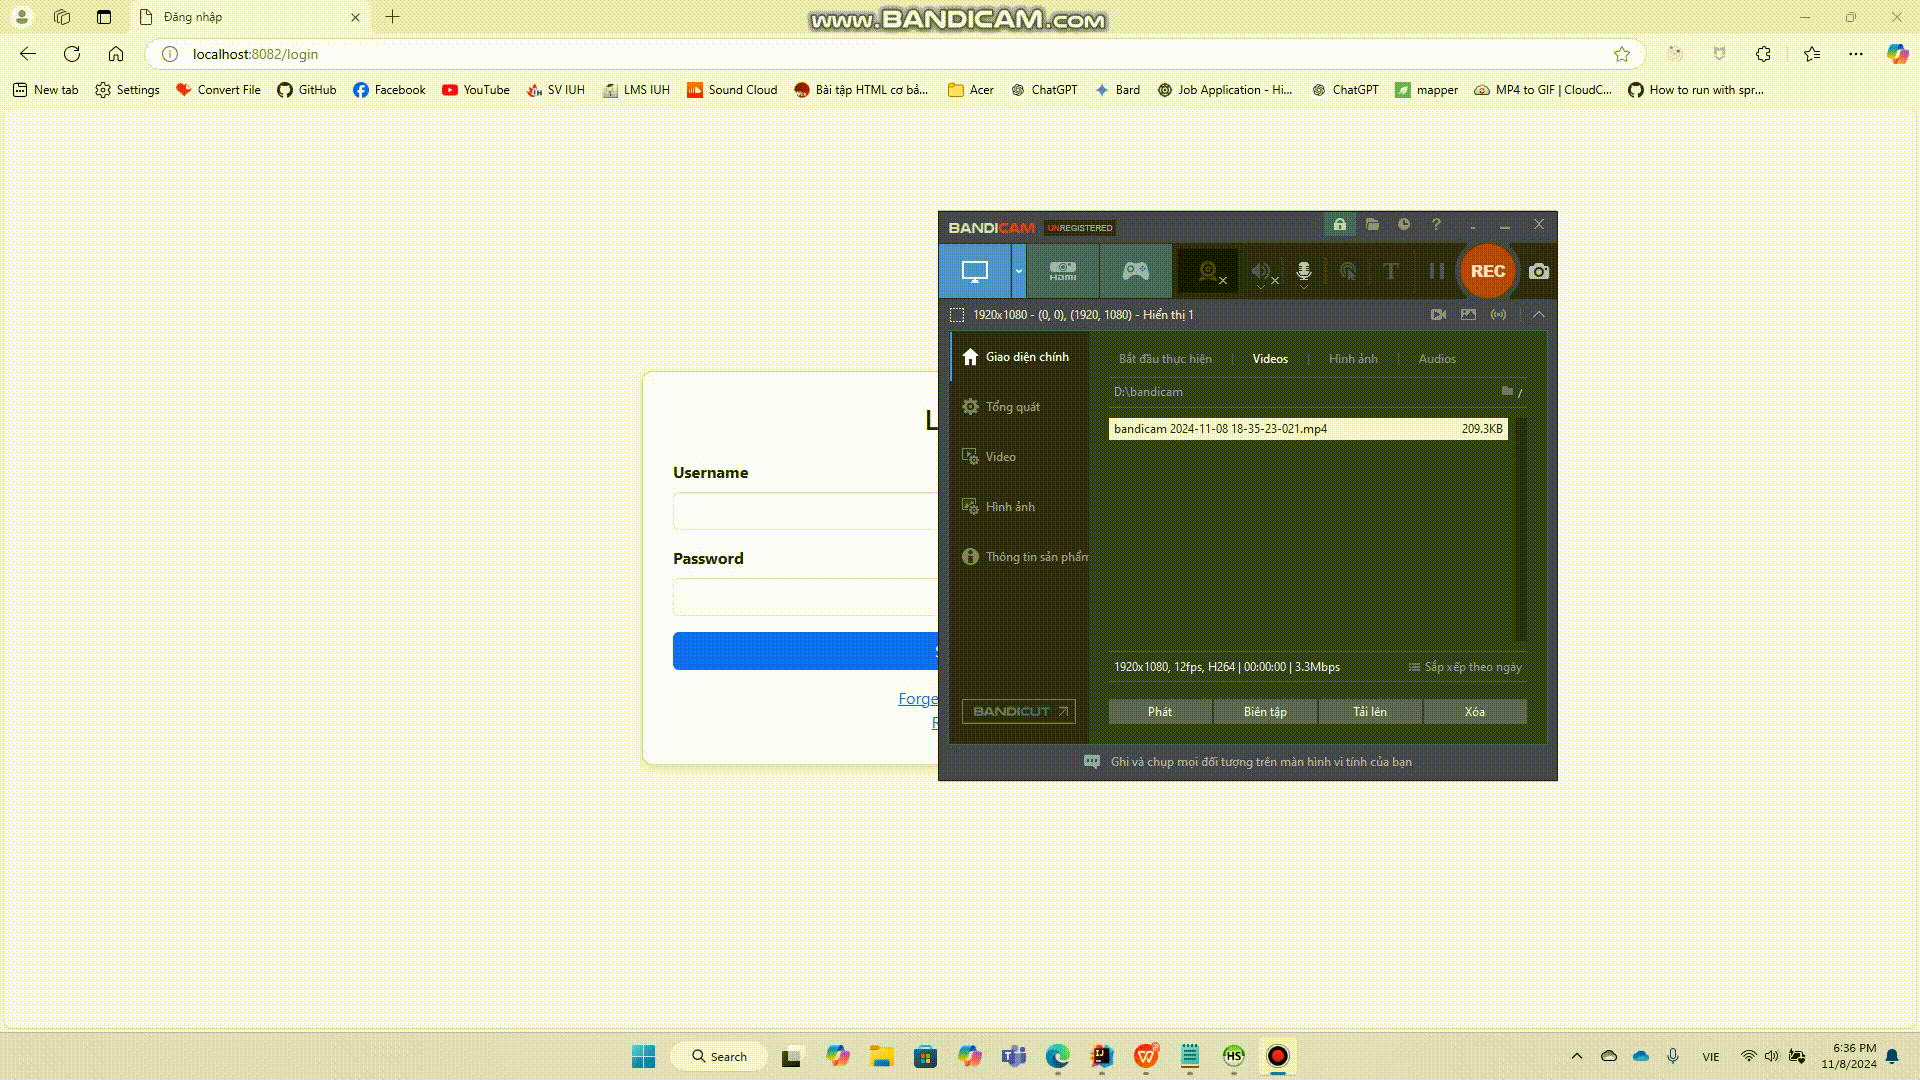 Đăng nhập
www.BANDICAM.com
localhost:8082/login
New tab
Settings
Convert File
GitHub
Facebook
YouTube
SV IUH
LMS IUH
Sound Cloud
Bài tập HTML cơ bả...
Acer
ChatGPT
Bard
Job Application - Hi...
ChatGPT
mapper
MP4 to GIF | CloudC...
How to run with spr...
L
Username
Password
S
Forge
R
BANDICAM UNREGISTERED
HDMI
T
REC
1920x1080 - (0, 0), (1920, 1080) - Hiển thị 1
Giao diện chính
Tổng quát
Video
Hình ảnh
Thông tin sản phẩm
BANDICUT
Bắt đầu thực hiện
Videos
Hình ảnh
Audios
D:\bandicam
/
bandicam 2024-11-08 18-35-23-021.mp4 209.3KB
1920x1080, 12fps, H264 | 00:00:00 | 3.3Mbps
Sắp xếp theo ngày
Phát
Biên tập
Tải lên
Xóa
Ghi và chụp mọi đối tượng trên màn hình vi tính của bạn
Search
HS
VIE
6:36 PM
11/8/2024